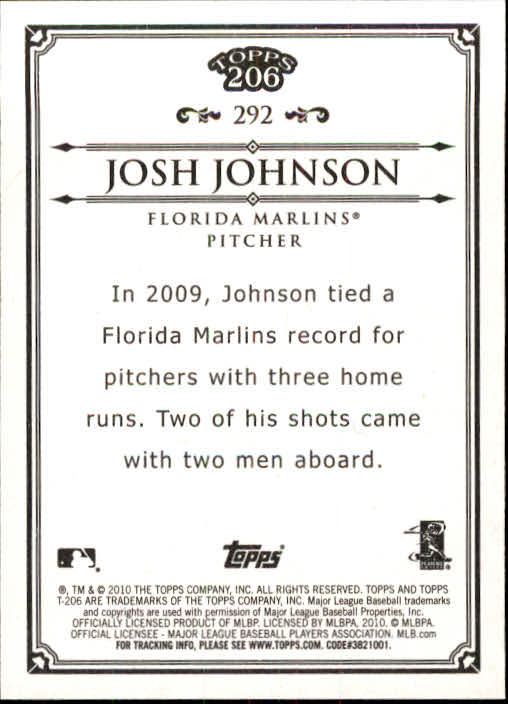 TOPPS
206
292
JOSH JOHNSON
FLORIDA MARLINS®
PITCHER
In 2009, Johnson tied a
Florida Marlins record for
pitchers with three home
runs. Two of his shots came
with two men aboard.
topps®
®, TM & © 2010 THE TOPPS COMPANY, INC. ALL RIGHTS RESERVED. TOPPS AND TOPPS
T-206 ARE TRADEMARKS OF THE TOPPS COMPANY, INC. Major League Baseball trademarks
and copyrights are used with permission of Major League Baseball Properties, Inc.
OFFICIALLY LICENSED PRODUCT OF MLBP. LICENSED BY MLBPA, 2010. © MLBPA.
OFFICIAL LICENSEE - MAJOR LEAGUE BASEBALL PLAYERS ASSOCIATION. MLB.com
FOR TRACKING INFO, PLEASE SEE WWW.TOPPS.COM. CODE#3821001.